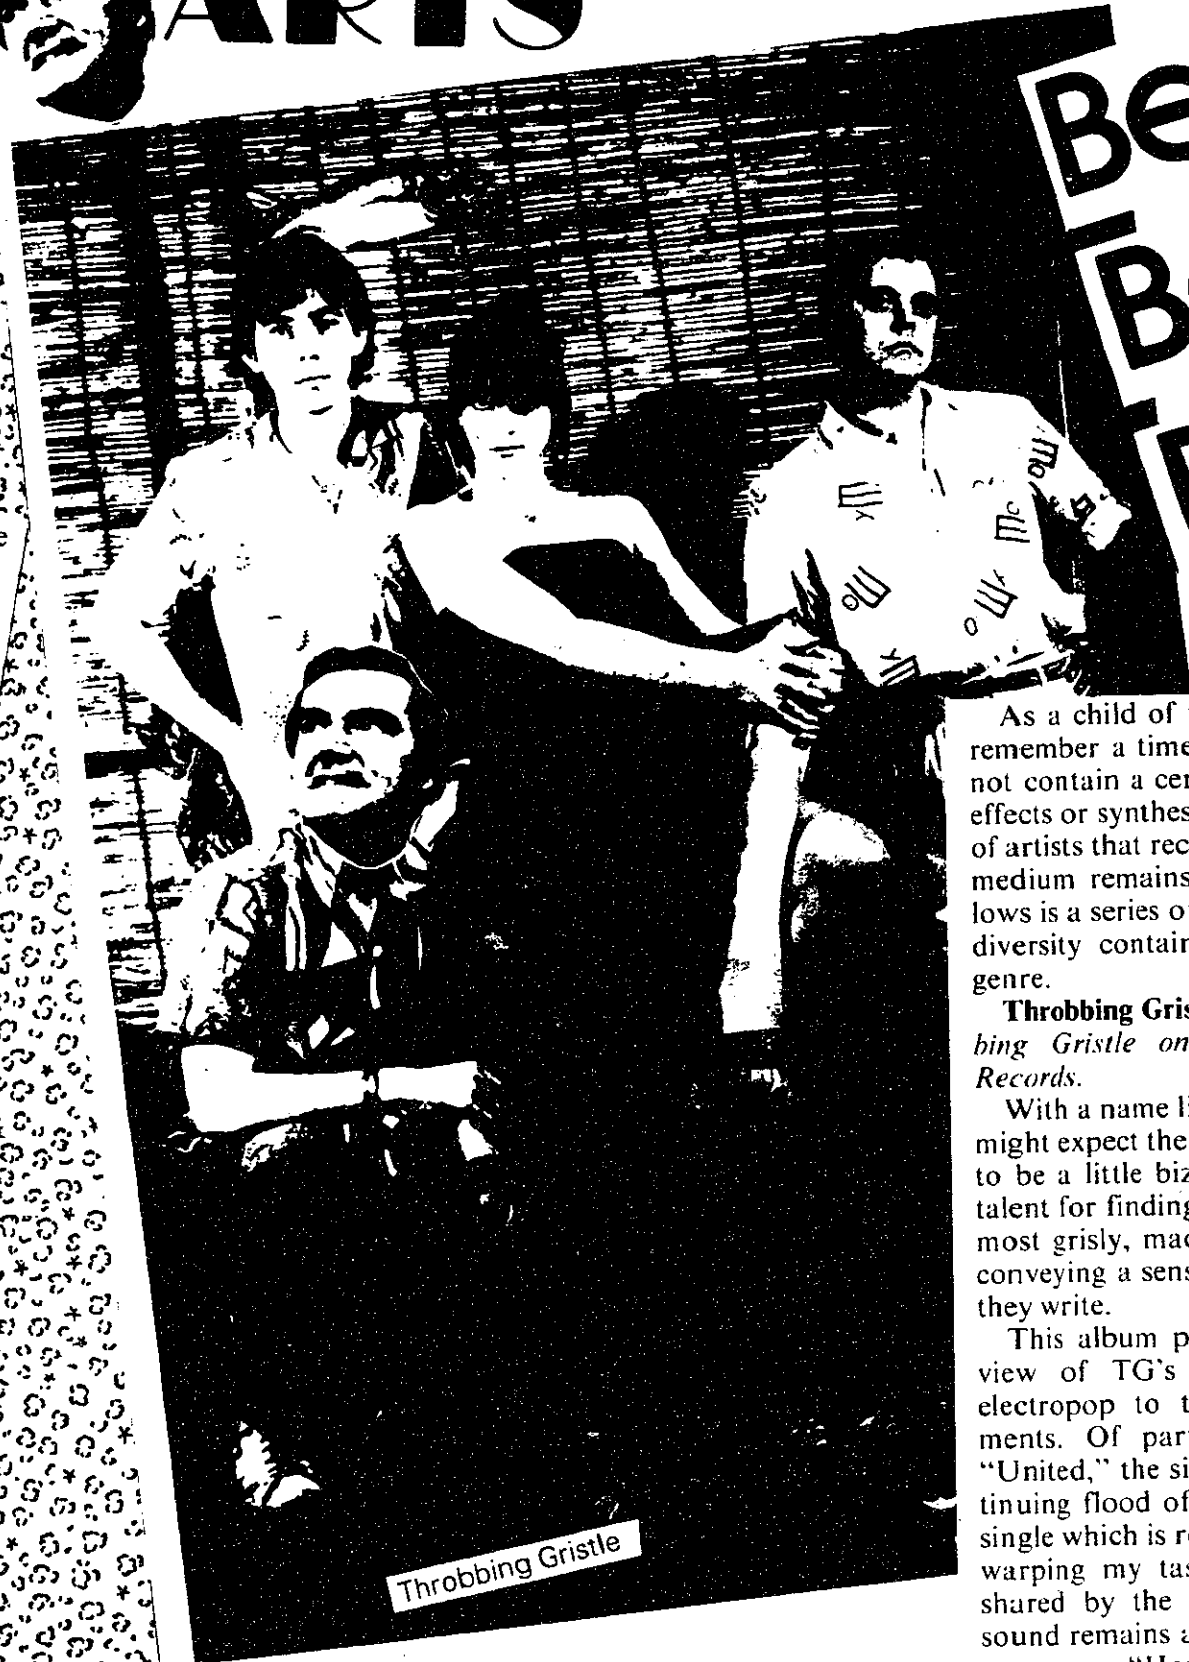 ARTS
Be
B
As a child of
remember a time
not contain a cer
effects or synthes
of artists that rec
medium remains
lows is a series o
diversity contain
genre.
Throbbing Gris
bing Gristle on
Records.
With a name li
might expect the
to be a little biz
talent for finding
most grisly, mac
conveying a sens
they write.
This album p
view of TG's
electropop to t
ments. Of par
"United," the si
tinuing flood of
single which is r
warping my tas
shared by the
sound remains a
Throbbing Gristle